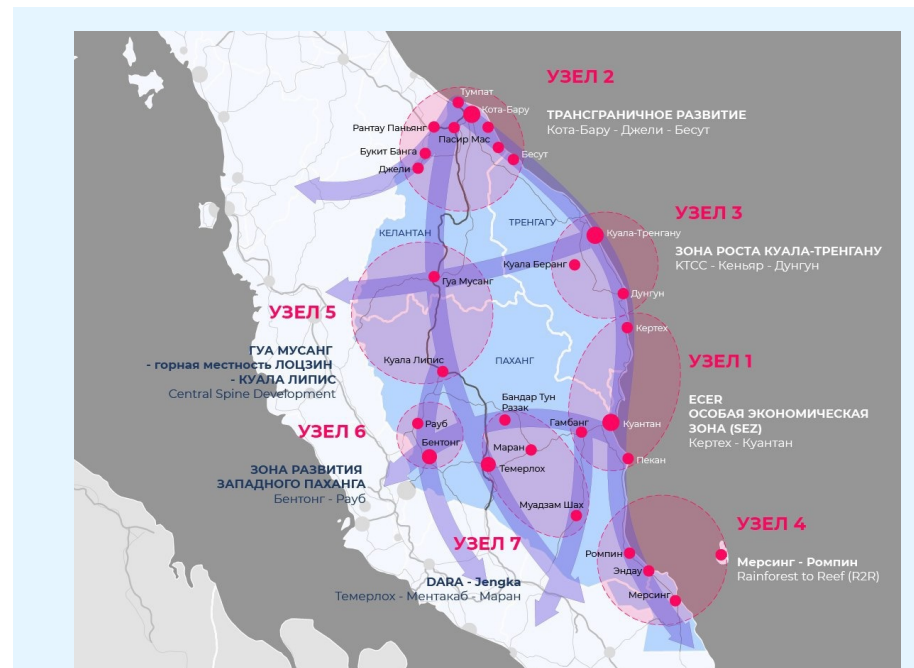 УЗЕЛ 2
ТРАНСГРАНИЧНОЕ РАЗВИТИЕ
Кота-Бару - Джели - Бесут
Тумпат
Кота-Бару
Рантау Паньянг
Пасир Мас
Букит Банга
Бесут
Джели
УЗЕЛ 3
ЗОНА РОСТА КУАЛА-ТРЕНГАНУ
КТСС - Кеньяр - Дунгун
ТРЕНГАГУ
КЕЛАНТАН
Куала-Тренгану
Куала Беранг
Гуа Мусанг
Дунгун
УЗЕЛ 5
ГУА МУСАНГ
- горная местность ЛОЦЗИН
- КУАЛА ЛИПИС
Central Spine Development
Кертех
ПАХАНГ
Куала Липис
УЗЕЛ 1
ECER
ОСОБАЯ ЭКОНОМИЧЕСКАЯ
ЗОНА (SEZ)
Кертех - Куантан
Бандар Тун
Разак
Гамбанг
Куантан
УЗЕЛ 6
ЗОНА РАЗВИТИЯ
ЗАПАДНОГО ПАХАНГА
Бентонг - Рауб
Рауб
Бентонг
Маран
Темерлох
Пекан
Муадзам Шах
УЗЕЛ 4
Мерсинг - Ромпин
Rainforest to Reef (R2R)
Ромпин
Эндау
Мерсинг
УЗЕЛ 7
DARA - Jengka
Темерлох - Ментакаб - Маран